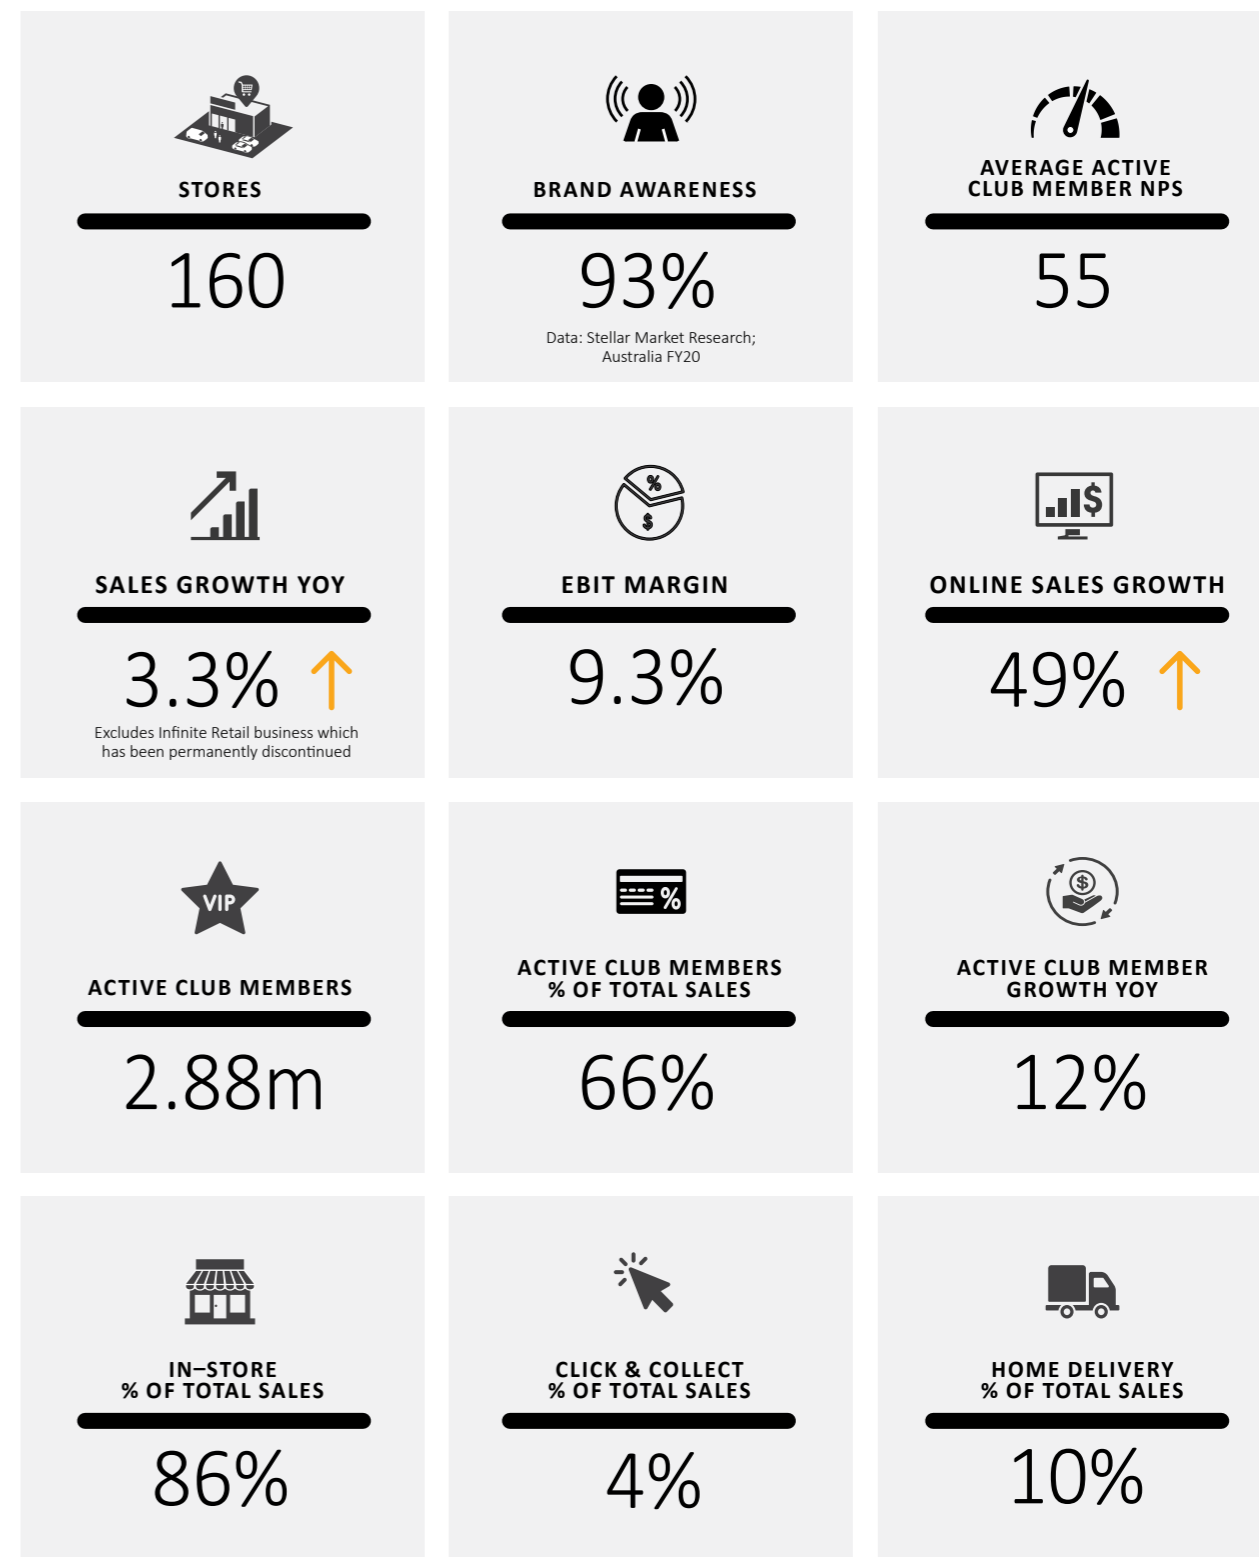 STORES
160
BRAND AWARENESS
93%
Data: Stellar Market Research;
Australia FY20
AVERAGE ACTIVE
CLUB MEMBER NPS
55
SALES GROWTH YOY
3.3%
Excludes Infinite Retail business which
has been permanently discontinued
%
$
EBIT MARGIN
9.3%
$
ONLINE SALES GROWTH
49%
VIP
ACTIVE CLUB MEMBERS
2.88m
%
ACTIVE CLUB MEMBERS
% OF TOTAL SALES
66%
$
ACTIVE CLUB MEMBER
GROWTH YOY
12%
IN–STORE
% OF TOTAL SALES
86%
CLICK & COLLECT
% OF TOTAL SALES
4%
HOME DELIVERY
% OF TOTAL SALES
10%